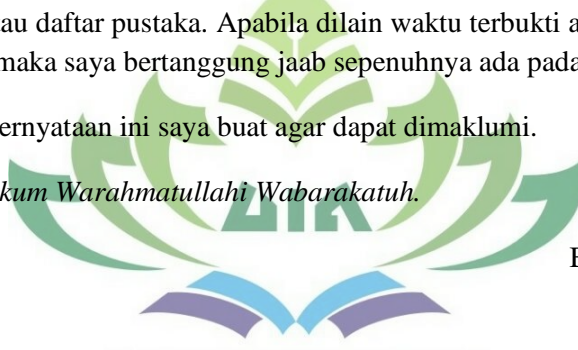 au daftar pustaka. Apabila dilain waktu terbukti a
maka saya bertanggung jaab sepenuhnya ada pada
ernyataan ini saya buat agar dapat dimaklumi.
kum Warahmatullahi Wabarakatuh.